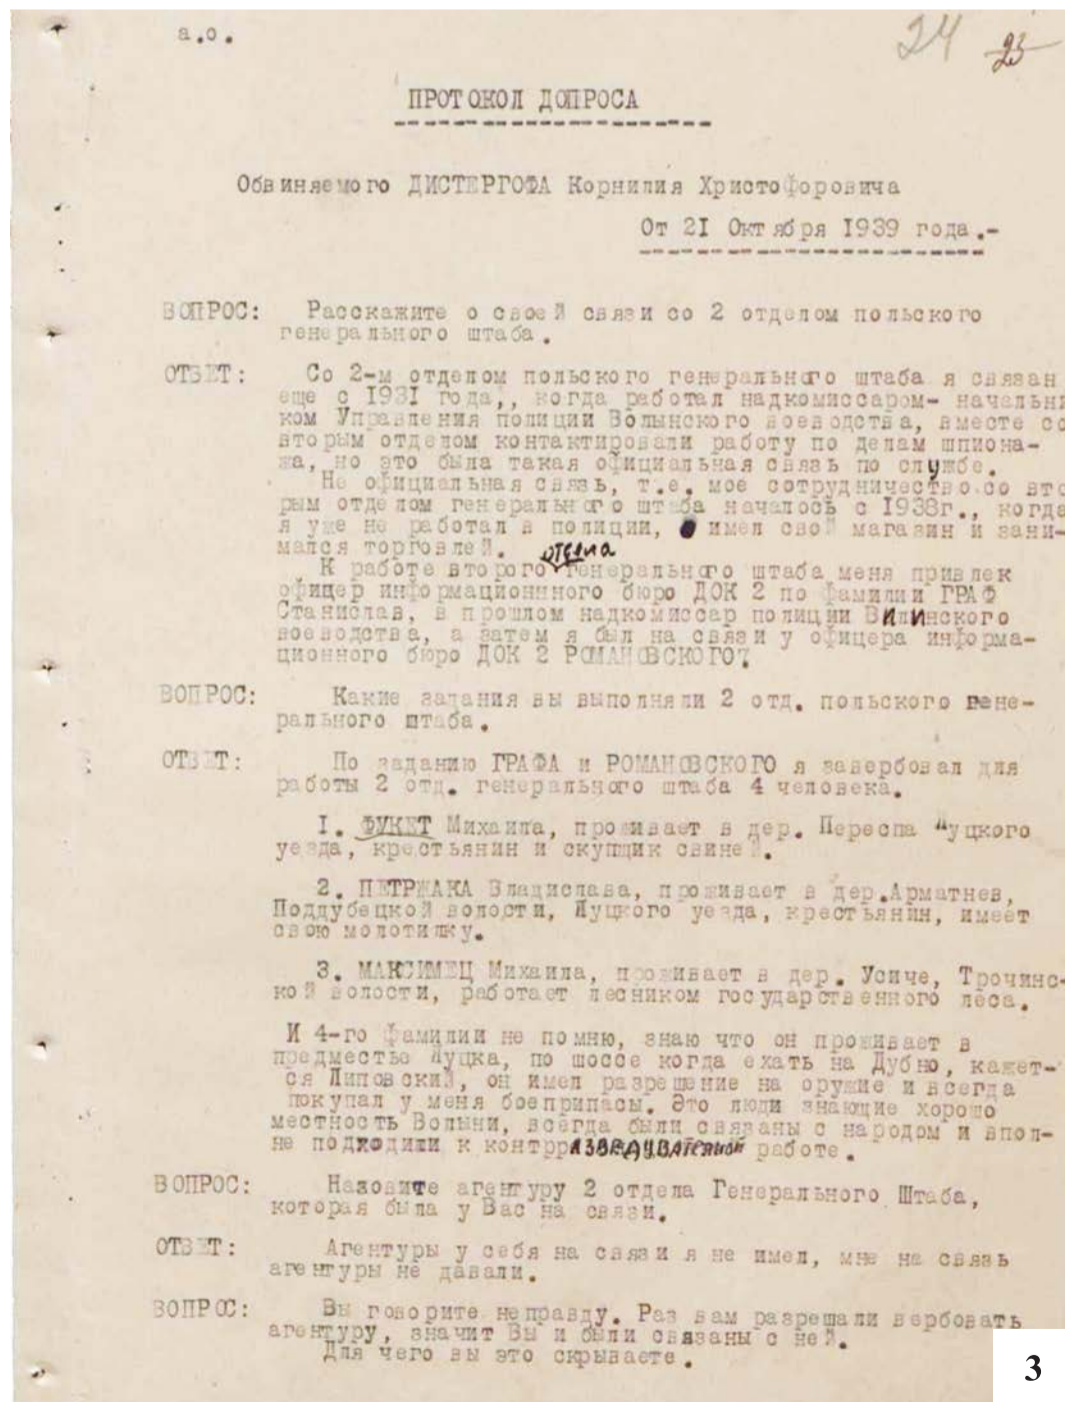 а.о.
24 23
ПРОТОКОЛ ДОПРОСА
Обвиняемого ДИСТЕРГОФА Корнилия Христофоровича
От 21 Октября 1939 года.-
ВОПРОС: Расскажите о своей связи со 2 отделом польского
генерального штаба.
ОТВЕТ: Со 2-м отделом польского генерального штаба я связан
еще с 1931 года,, когда работал надкомиссаром- начальни
ком Управления полиции Волынского воеводства, вместе со
вторым отделом контактировали работу по делам шпиона-
жа, но это была такая официальная связь по службе.
Не официальная связь, т.е. мое сотрудничество со вто
рым отделом генерального штаба началось с 1938г., когда
я уже не работал в полиции, имел свой магазин и зани-
мался торговлей.
отдела
К работе второго генерального штаба меня привлек
офицер информационнного бюро ДОК 2 по фамилии ГРАФ
Станислав, в прошлом надкомиссар полиции Вилинского
воеводства, а затем я был на связи у офицера информа-
ционного бюро ДОК 2 РОМАНОВСКОГО.
ВОПРОС: Какие задания вы выполняли 2 отд. польского гене-
рального штаба.
ОТВЕТ: По заданию ГРАФА и РОМАНОВСКОГО я завербовал для
работы 2 отд. генерального штаба 4 человека.
I. ФУКЕТ Михаила, проживает в дер. Переспа Луцкого
уезда, крестьянин и скупщик свиней.
2. ПЕТРЖАКА Владислава, проживает в дер.Арматнев,
Поддубецкой волости, Луцкого уезда, крестьянин, имеет
свою молотилку.
3. МАКСИМЕЦ Михаила, проживает в дер. Усиче, Трочинс-
кой волости, работает лесником государственного леса.
И 4-го фамилии не помню, знаю что он проживает в
предместье Луцка, по шоссе когда ехать на Дубно, кажет-
ся Липовский, он имел разрешение на оружие и всегда
покупал у меня боеприпасы. Это люди знающие хорошо
местность Волыни, всегда были связаны с народом и впол-
не подходили к контрразведывательной работе.
ВОПРОС: Назовите агентуру 2 отдела Генерального Штаба,
которая была у Вас на связи.
ОТВЕТ: Агентуры у себя на связи я не имел, мне на связь
агентуры не давали.
ВОПРОС: Вы говорите неправду. Раз вам разрешали вербовать
агентуру, значит Вы и были связаны с ней.
Для чего вы это скрываете.
3